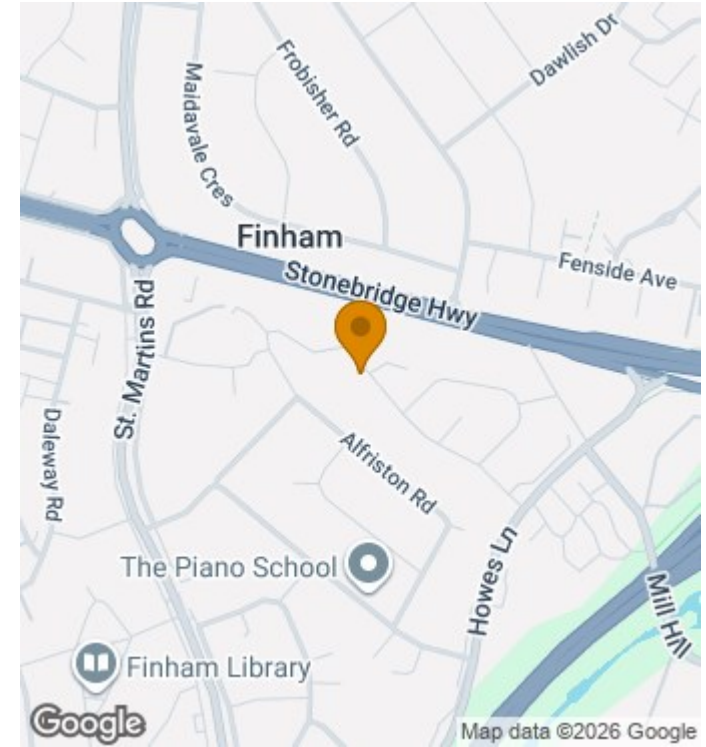 Dawlish Dr
Frobisher Rd
Maidavale Cres
Finham
Fenside Ave
Stonebridge Hwy
St. Martins Rd
Daleway Rd
Alfriston Rd
The Piano School
Howes Ln
Mill Hill
Finham Library
Google
Map data ©2026 Google